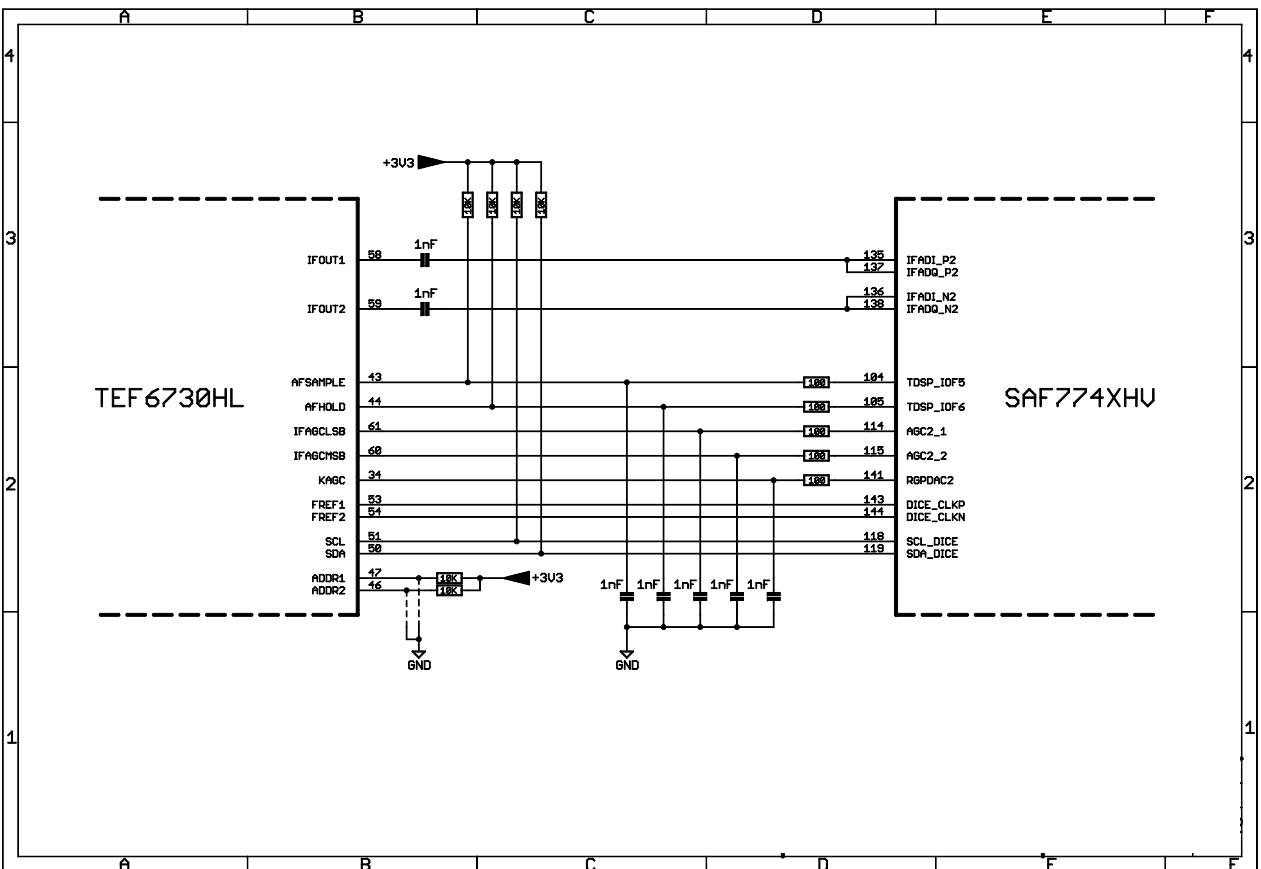 A B C D E F
4 4
+3V3
10K 10K 10K 10K
3 3
1nF
IFOUT1 58 135 IFADI_P2
137 IFADQ_P2
1nF
136 IFADI_N2
IFOUT2 59 138 IFADQ_N2
AFSAMPLE 43 100 104 TDSP_IOF5
TEF6730HL SAF774XHV
AFHOLD 44 100 105 TDSP_IOF6
IFAGCLSB 61 100 114 AGC2_1
IFAGCMSB 60 100 115 AGC2_2
2 2
KAGC 34 100 141 RGPDAC2
FREF1 53 143 DICE_CLKP
FREF2 54 144 DICE_CLKN
SCL 51 118 SCL_DICE
SDA 50 119 SDA_DICE
ADDR1 47 10K +3V3
ADDR2 46 10K
1nF 1nF 1nF 1nF 1nF
GND GND
1 1
A B C D E F